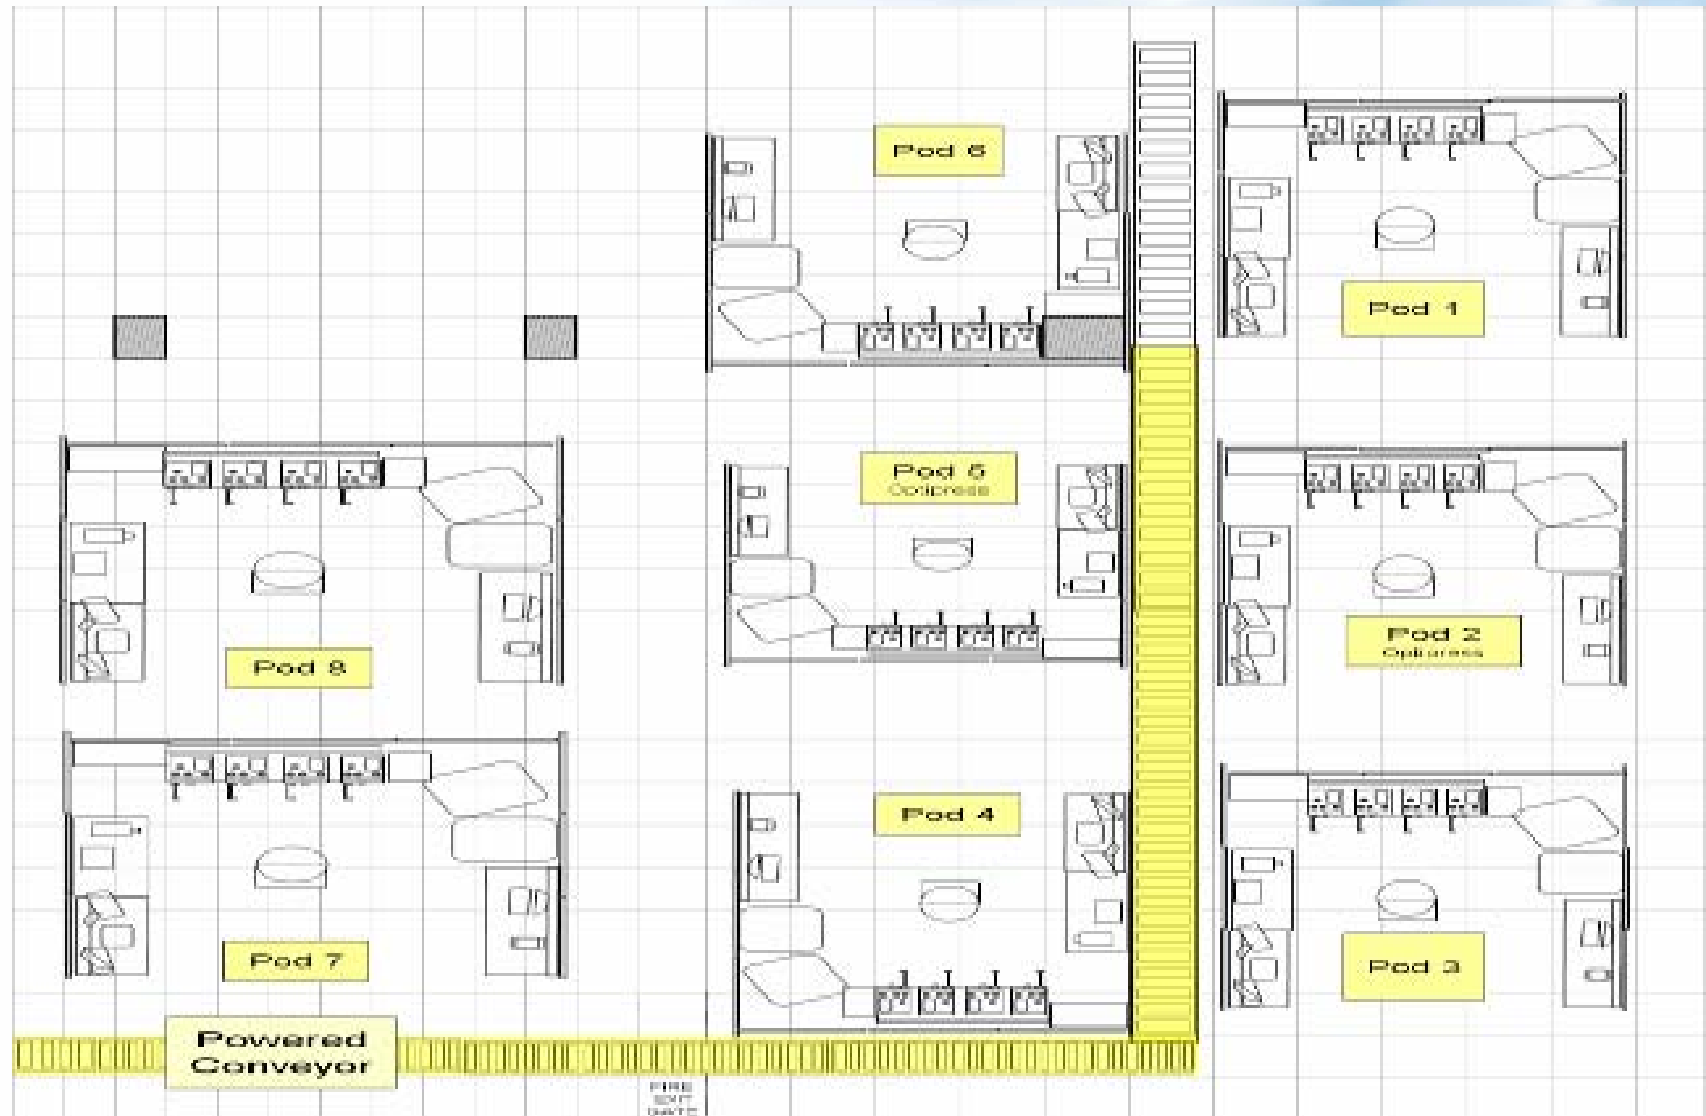 Pod 6
Pod 1
Pod 5
Optipress
Pod 2
Optipress
Pod 8
Pod 4
Pod 7
Pod 3
Powered
Conveyor
FIRE
EXIT